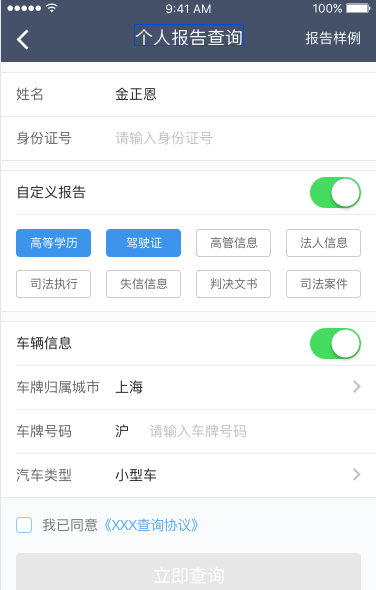 9:41 AM 100%
个人报告查询 报告样例
姓名 金正恩
身份证号 请输入身份证号
自定义报告
高等学历 驾驶证 高管信息 法人信息
司法执行 失信信息 判决文书 司法案件
车辆信息
车牌归属城市 上海
车牌号码 沪 请输入车牌号码
汽车类型 小型车
我已同意《XXX查询协议》
立即查询